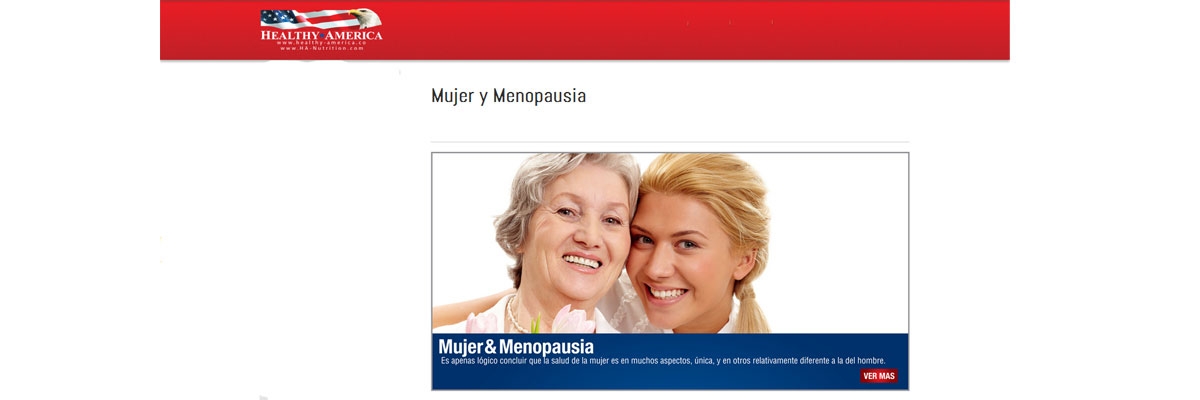 HEALTHY AMERICA
www.healthy-america.co
www.HA-Nutrition.com
Mujer y Menopausia
Mujer & Menopausia
Es apenas lógico concluir que la salud de la mujer es en muchos aspectos, única, y en otros relativamente diferente a la del hombre.
VER MAS